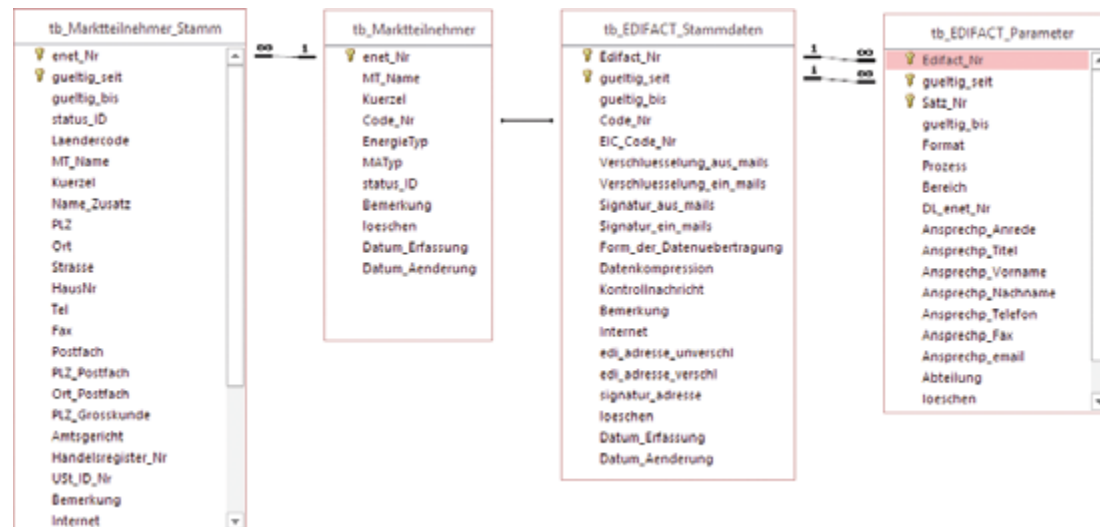 tb_Marktteilnehmer_Stamm
enet_Nr
gueltig_seit
gueltig_bis
status_ID
Laendercode
MT_Name
Kuerzel
Name_Zusatz
PLZ
Ort
Strasse
HausNr
Tel
Fax
Postfach
PLZ_Postfach
Ort_Postfach
PLZ_Grosskunde
Amtsgericht
Handelsregister_Nr
USt_ID_Nr
Bemerkung
Internet
∞ 1
tb_Marktteilnehmer
enet_Nr
MT_Name
Kuerzel
Code_Nr
EnergieTyp
MATyp
status_ID
Bemerkung
loeschen
Datum_Erfassung
Datum_Aenderung
tb_EDIFACT_Stammdaten
Edifact_Nr
gueltig_seit
gueltig_bis
Code_Nr
EIC_Code_Nr
Verschluesselung_aus_mails
Verschluesselung_ein_mails
Signatur_aus_mails
Signatur_ein_mails
Form_der_Datenuebertragung
Datenkompression
Kontrollnachricht
Bemerkung
Internet
edi_adresse_unverschl
edi_adresse_verschl
signatur_adresse
loeschen
Datum_Erfassung
Datum_Aenderung
1 ∞
1 ∞
tb_EDIFACT_Parameter
Edifact_Nr
gueltig_seit
Satz_Nr
gueltig_bis
Format
Prozess
Bereich
DL_enet_Nr
Ansprechp_Anrede
Ansprechp_Titel
Ansprechp_Vorname
Ansprechp_Nachname
Ansprechp_Telefon
Ansprechp_Fax
Ansprechp_email
Abteilung
loeschen